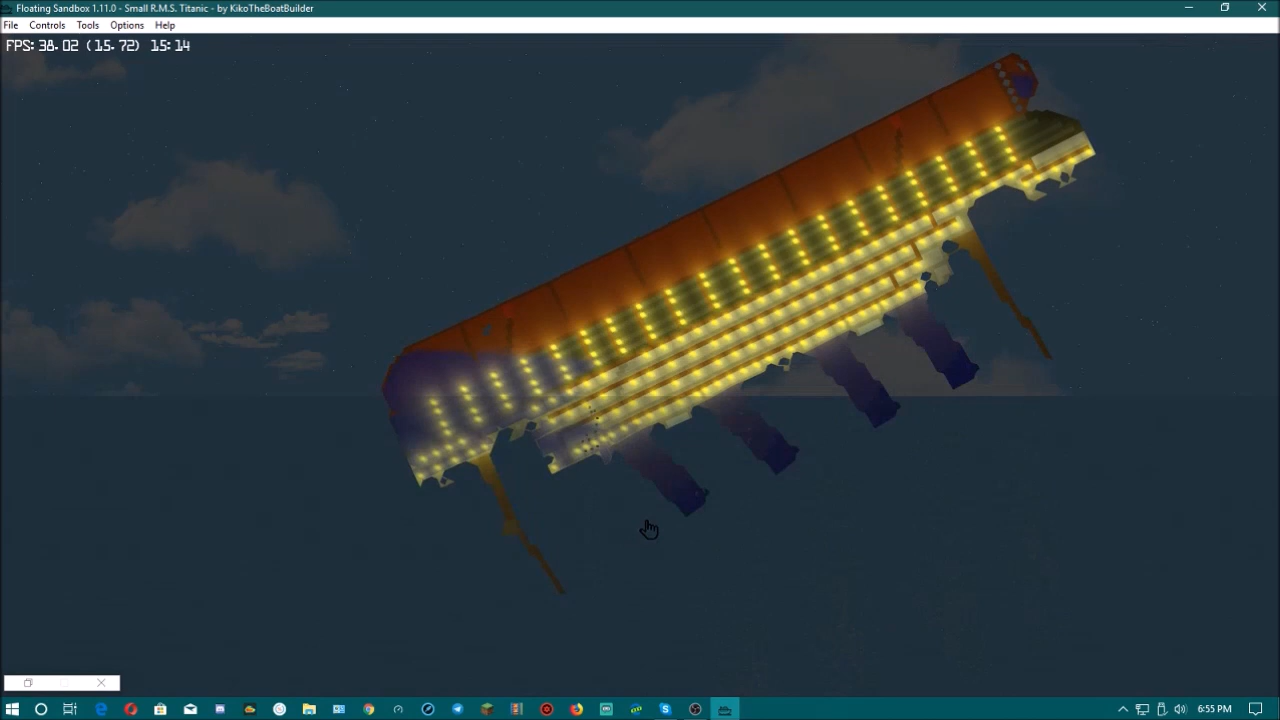 Floating Sandbox 1.11.0 - Small R.M.S. Titanic - by KikoTheBoatBuilder
File Controls Tools Options Help
FPS: 38.02 (15.72) 15:14
6:55 PM